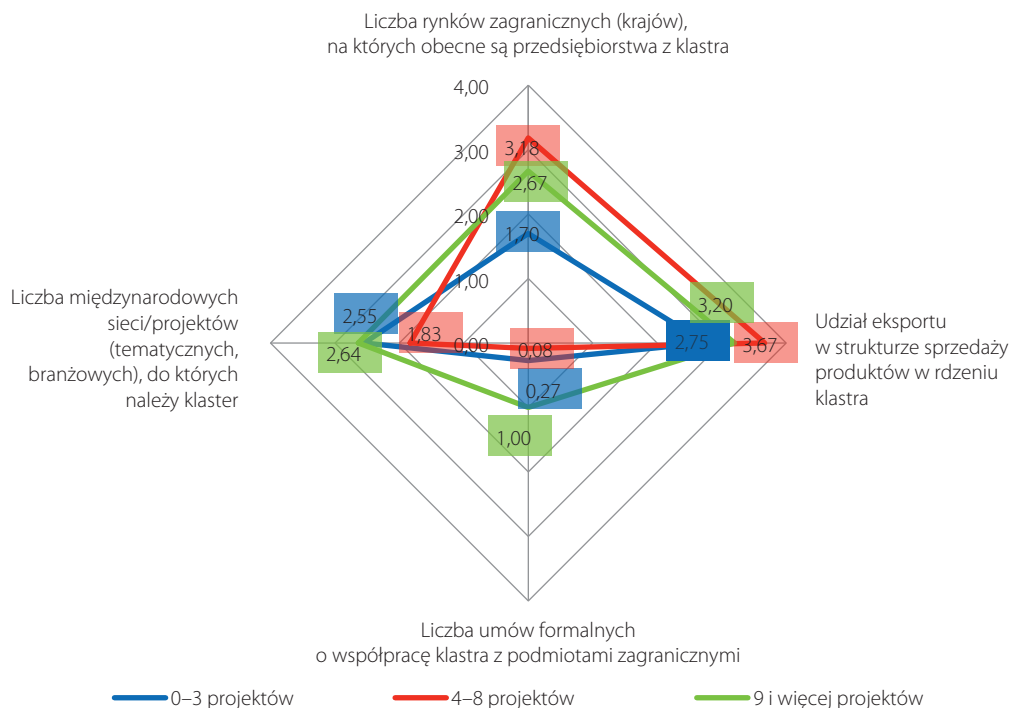 Liczba rynków zagranicznych (krajów),
na których obecne są przedsiębiorstwa z klastra
4,00
3,00
2,00
1,00
0,00
3,18
2,67
1,70
2,55
2,64
1,83
0,08
0,27
1,00
3,20
2,75
3,67
Liczba międzynarodowych
sieci/projektów
(tematycznych,
branżowych), do których
należy klaster
Udział eksportu
w strukturze sprzedaży
produktów w rdzeniu
klastra
Liczba umów formalnych
o współpracę klastra z podmiotami zagranicznymi
0–3 projektów
4–8 projektów
9 i więcej projektów